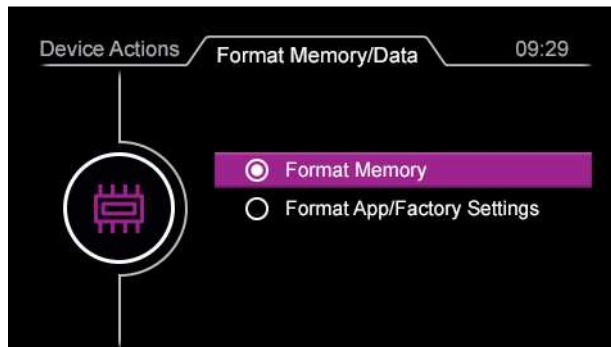 Device Actions Format Memory/Data 09:29
Format Memory
Format App/Factory Settings